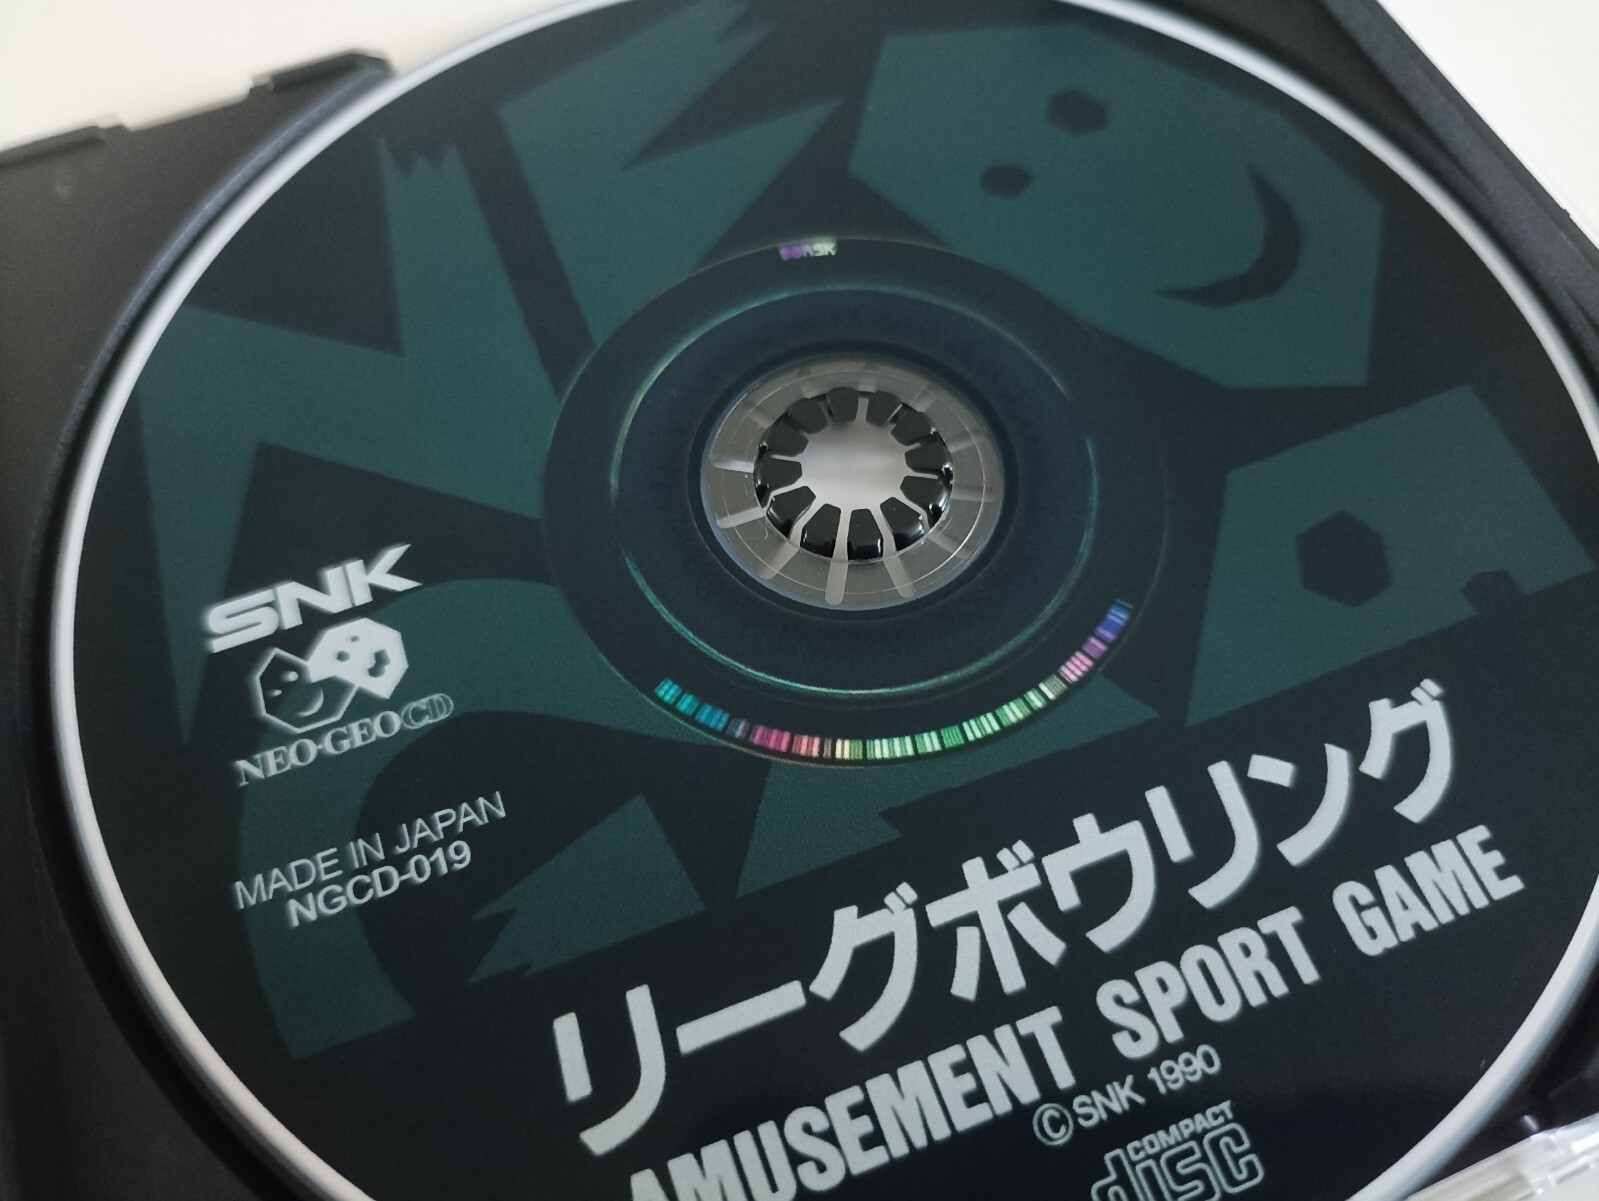 SNK
NEO·GEO CD
MADE IN JAPAN
NGCD-019
リーグボウリング
AMUSEMENT SPORT GAME
©SNK 1990
COMPACT
disc